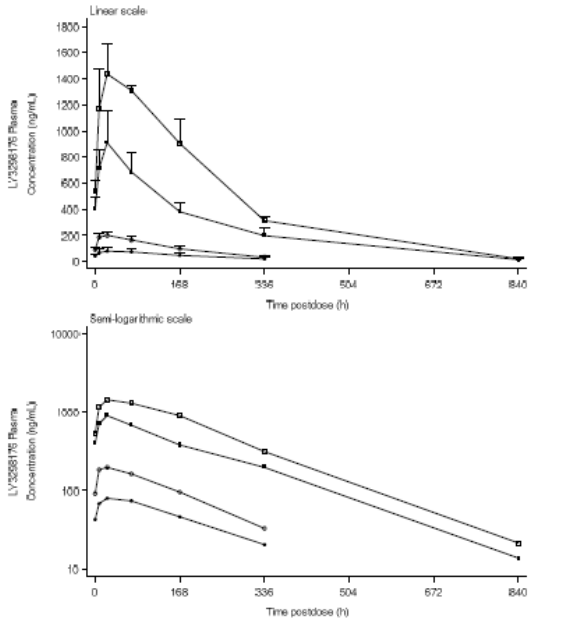 Linear scale
LY3298176 Plasma
Concentration (ng/mL)
1800
1600
1400
1200
1000
800
600
400
200
0
0 168 336 504 672 840
Time postdose (h)
Semi-logarithmic scale
LY3298176 Plasma
Concentration (ng/mL)
10000
1000
100
10
0 168 336 504 672 840
Time postdose (h)